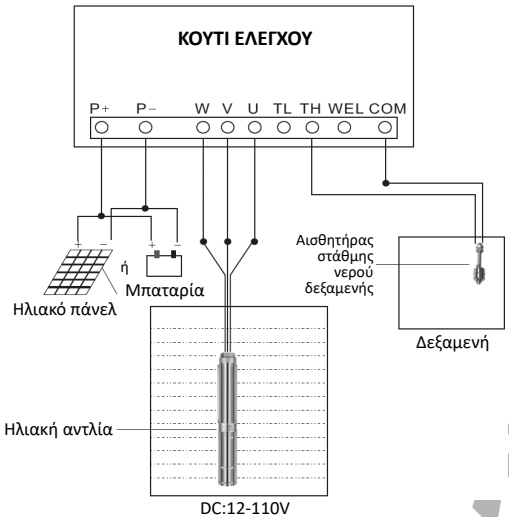 ΚΟΥΤΙ ΕΛΕΓΧΟΥ
P+ P− W V U TL TH WEL COM
+ − + −
ή
Μπαταρία
Ηλιακό πάνελ
Αισθητήρας
στάθμης
νερού
δεξαμενής
Δεξαμενή
Ηλιακή αντλία
DC:12-110V